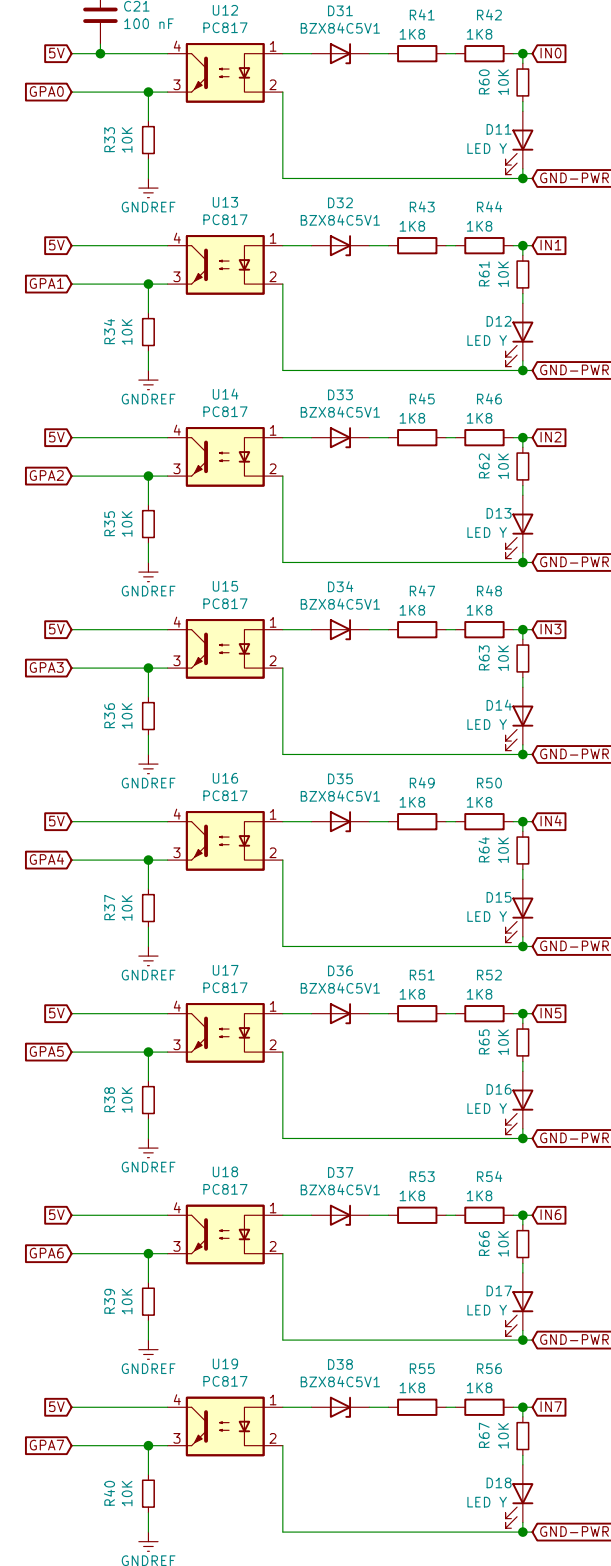 C21
100 nF
U12
PC817
D31
BZX84C5V1
R41
1K8
R42
1K8
5V
4
1
IN0
GPA0
3
2
R60
10K
R33
10K
D11
LED Y
GND-PWR
GNDREF
U13
PC817
D32
BZX84C5V1
R43
1K8
R44
1K8
5V
4
1
IN1
GPA1
3
2
R61
10K
R34
10K
D12
LED Y
GND-PWR
GNDREF
U14
PC817
D33
BZX84C5V1
R45
1K8
R46
1K8
5V
4
1
IN2
GPA2
3
2
R62
10K
R35
10K
D13
LED Y
GND-PWR
GNDREF
U15
PC817
D34
BZX84C5V1
R47
1K8
R48
1K8
5V
4
1
IN3
GPA3
3
2
R63
10K
R36
10K
D14
LED Y
GND-PWR
GNDREF
U16
PC817
D35
BZX84C5V1
R49
1K8
R50
1K8
5V
4
1
IN4
GPA4
3
2
R64
10K
R37
10K
D15
LED Y
GND-PWR
GNDREF
U17
PC817
D36
BZX84C5V1
R51
1K8
R52
1K8
5V
4
1
IN5
GPA5
3
2
R65
10K
R38
10K
D16
LED Y
GND-PWR
GNDREF
U18
PC817
D37
BZX84C5V1
R53
1K8
R54
1K8
5V
4
1
IN6
GPA6
3
2
R66
10K
R39
10K
D17
LED Y
GND-PWR
GNDREF
U19
PC817
D38
BZX84C5V1
R55
1K8
R56
1K8
5V
4
1
IN7
GPA7
3
2
R67
10K
R40
10K
D18
LED Y
GND-PWR
GNDREF